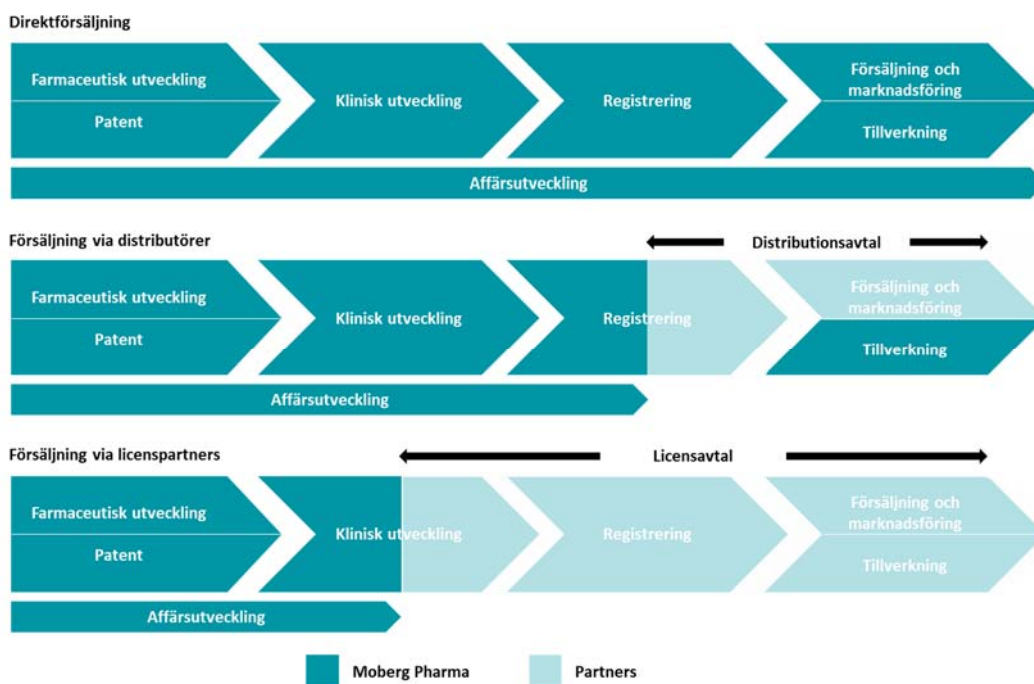 Direktförsäljning
Farmaceutisk utveckling
Patent
Klinisk utveckling
Registrering
Försäljning och
marknadsföring
Tillverkning
Affärsutveckling
Försäljning via distributörer
Distributionsavtal
Farmaceutisk utveckling
Patent
Klinisk utveckling
Registrering
Försäljning och
marknadsföring
Tillverkning
Affärsutveckling
Försäljning via licenspartners
Licensavtal
Farmaceutisk utveckling
Patent
Klinisk utveckling
Registrering
Försäljning och
marknadsföring
Tillverkning
Affärsutveckling
Moberg Pharma
Partners